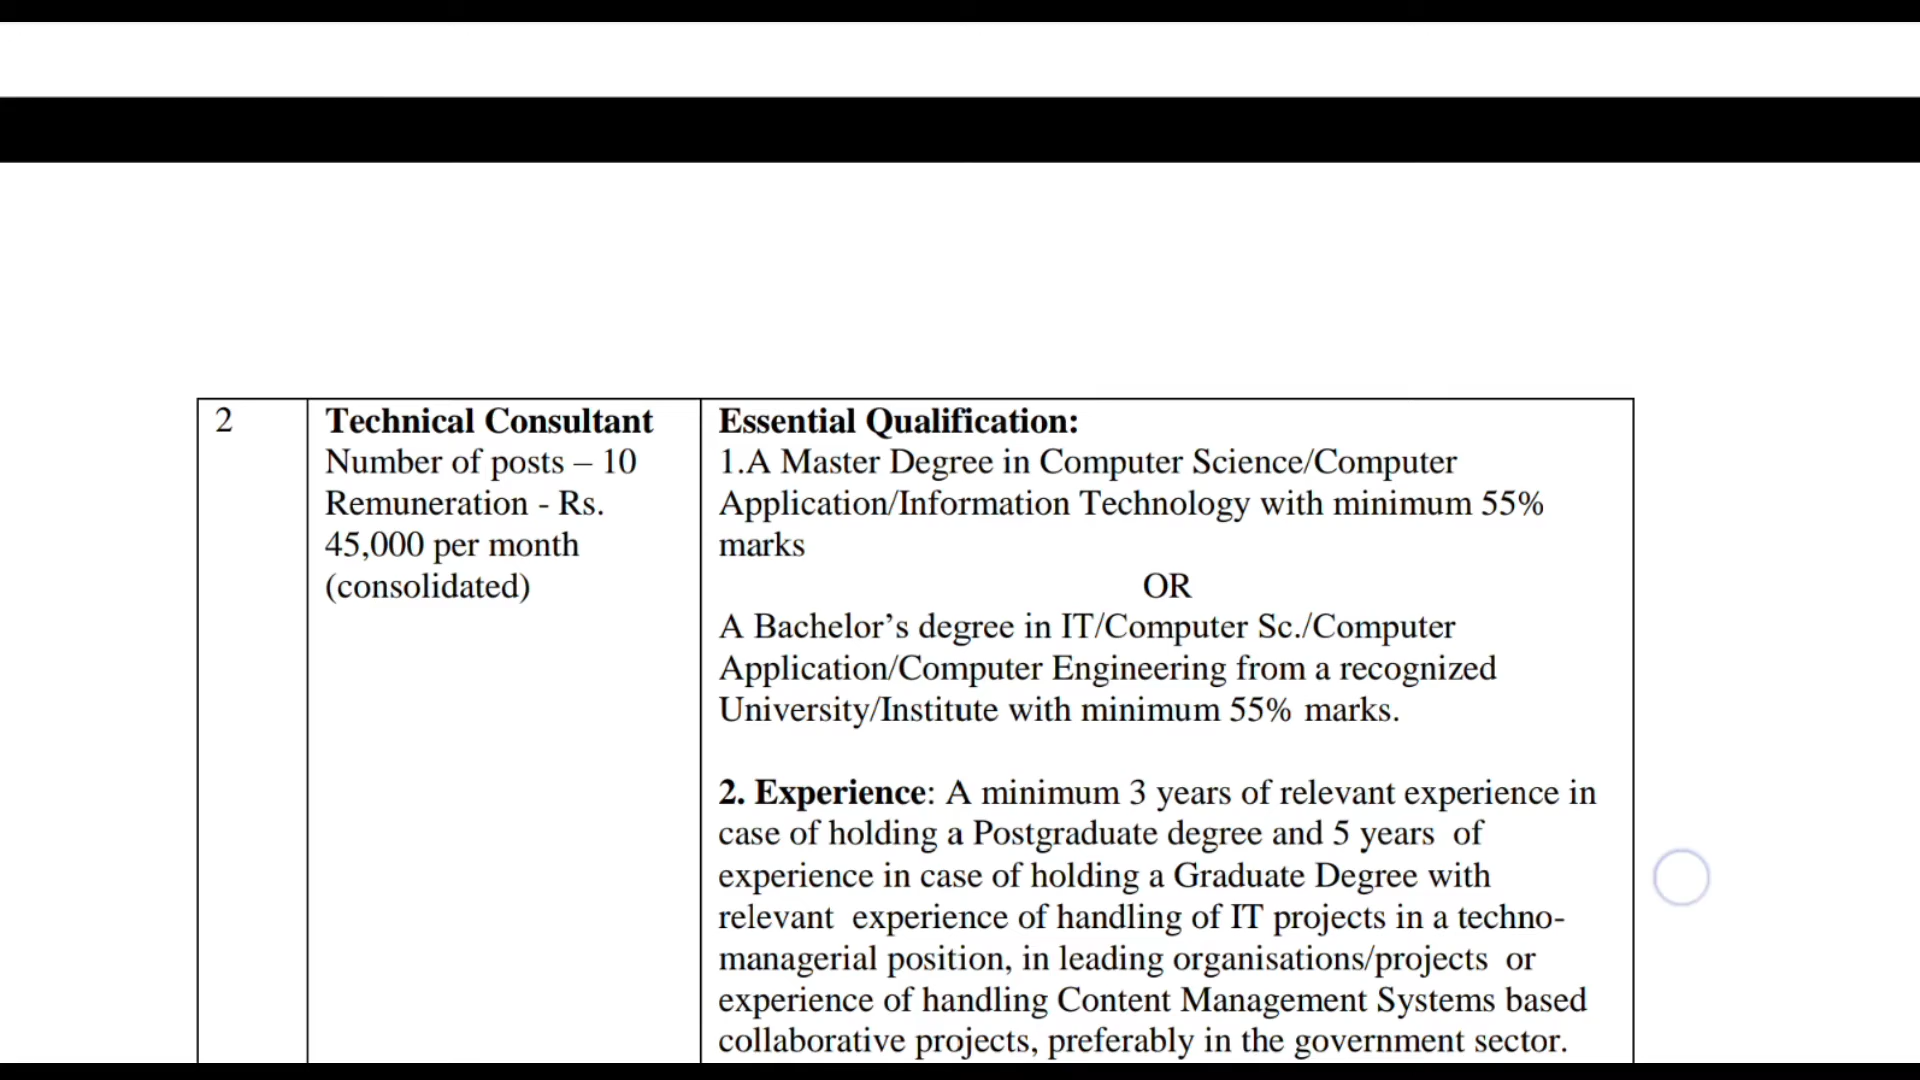 2
Technical Consultant
Number of posts – 10
Remuneration - Rs.
45,000 per month
(consolidated)
Essential Qualification:
1.A Master Degree in Computer Science/Computer
Application/Information Technology with minimum 55%
marks
OR
A Bachelor’s degree in IT/Computer Sc./Computer
Application/Computer Engineering from a recognized
University/Institute with minimum 55% marks.
2. Experience: A minimum 3 years of relevant experience in
case of holding a Postgraduate degree and 5 years of
experience in case of holding a Graduate Degree with
relevant experience of handling of IT projects in a techno-
managerial position, in leading organisations/projects or
experience of handling Content Management Systems based
collaborative projects, preferably in the government sector.